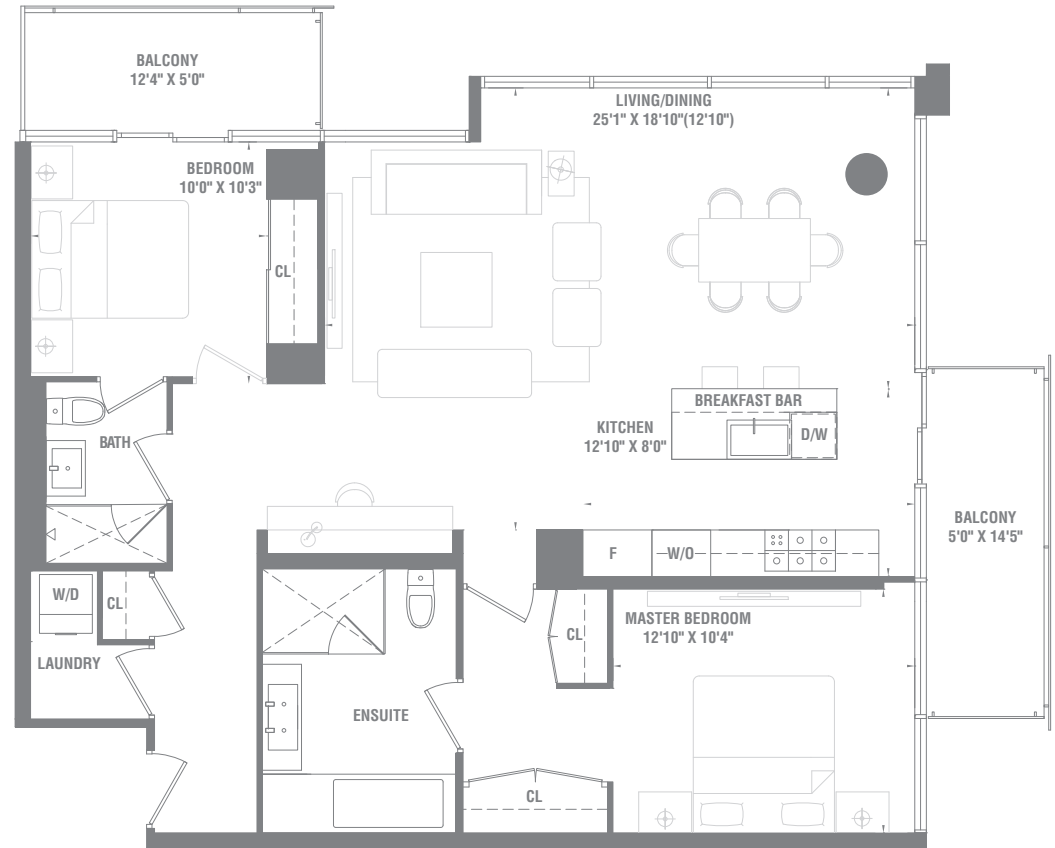 BALCONY
12'4" X 5'0"
LIVING/DINING
25'1" X 18'10"(12'10")
BEDROOM
10'0" X 10'3"
CL
BREAKFAST BAR
KITCHEN
12'10" X 8'0"
D/W
BATH
BALCONY
5'0" X 14'5"
F
W/O
W/D
CL
LAUNDRY
CL
MASTER BEDROOM
12'10" X 10'4"
ENSUITE
CL